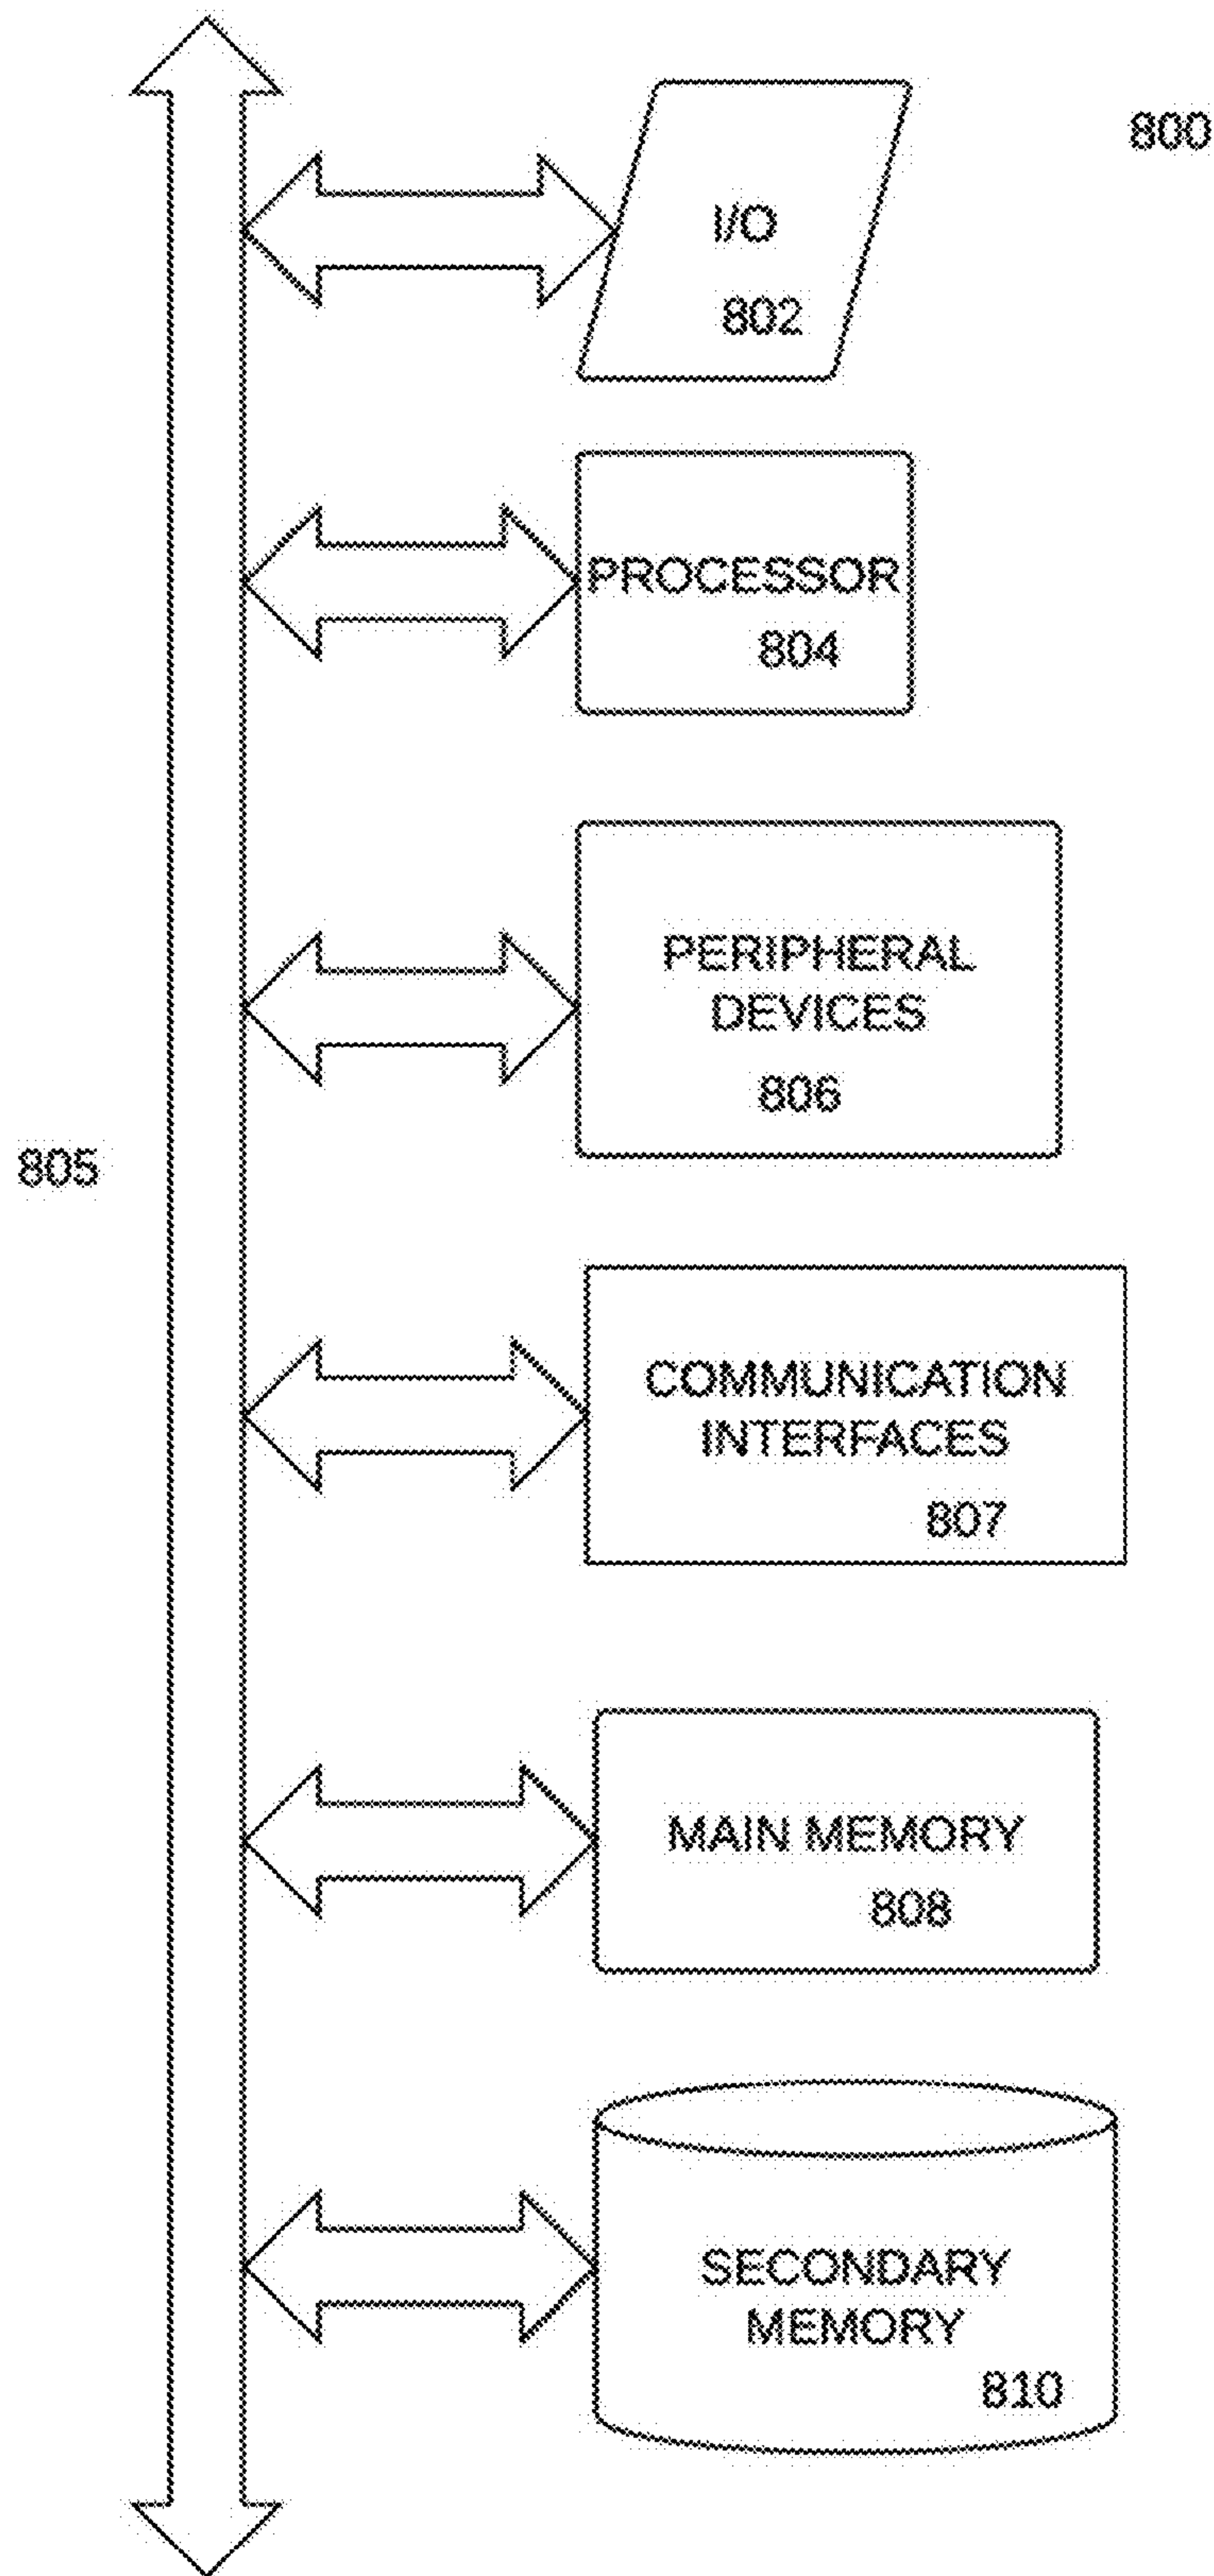 800
I/O
802
PROCESSOR
804
PERIPHERAL
DEVICES
806
805
COMMUNICATION
INTERFACES
807
MAIN MEMORY
808
SECONDARY
MEMORY
810